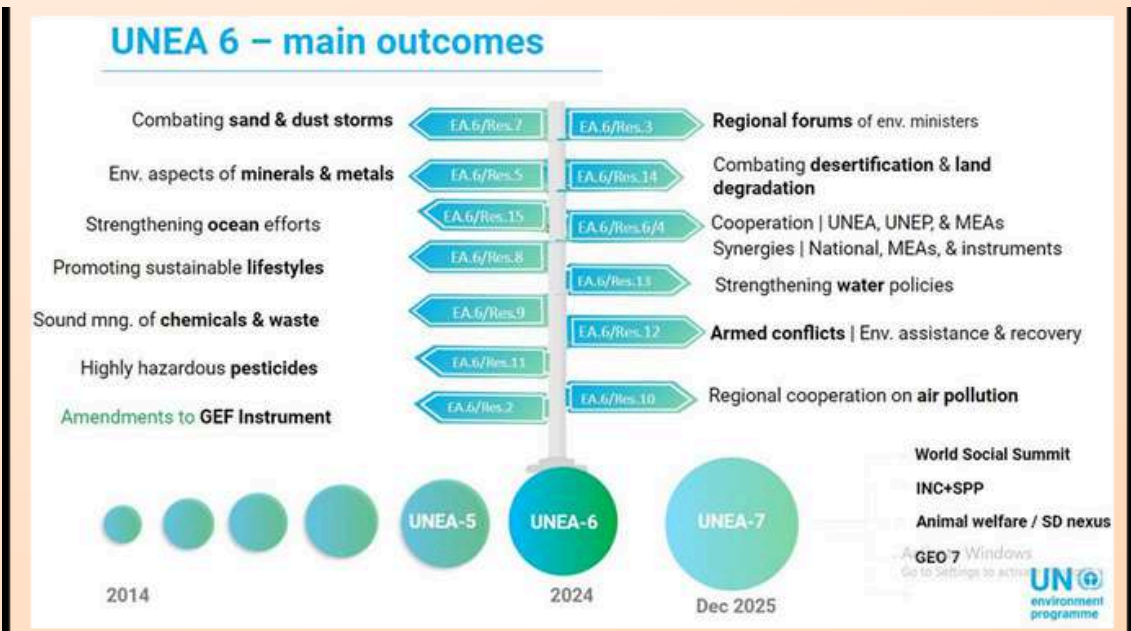 UNEA 6 – main outcomes
Combating sand & dust storms
EA.6/Res.7
EA.6/Res.3
Regional forums of env. ministers
Env. aspects of minerals & metals
EA.6/Res.5
EA.6/Res.14
Combating desertification & land
degradation
Strengthening ocean efforts
EA.6/Res.15
EA.6/Res.6/4
Cooperation | UNEA, UNEP, & MEAs
Synergies | National, MEAs, & instruments
Promoting sustainable lifestyles
EA.6/Res.8
EA.6/Res.13
Strengthening water policies
Sound mng. of chemicals & waste
EA.6/Res.9
EA.6/Res.12
Armed conflicts | Env. assistance & recovery
Highly hazardous pesticides
EA.6/Res.11
EA.6/Res.10
Regional cooperation on air pollution
Amendments to GEF Instrument
EA.6/Res.2
World Social Summit
INC+SPP
Animal welfare / SD nexus
GEO 7
UNEA-5
UNEA-6
UNEA-7
2014
2024
Dec 2025
Windows
Go to Settings to
UN
environment
programme